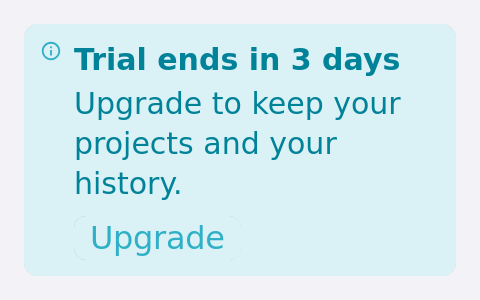 Trial ends in 3 days
Upgrade to keep your
projects and your
history.
Upgrade